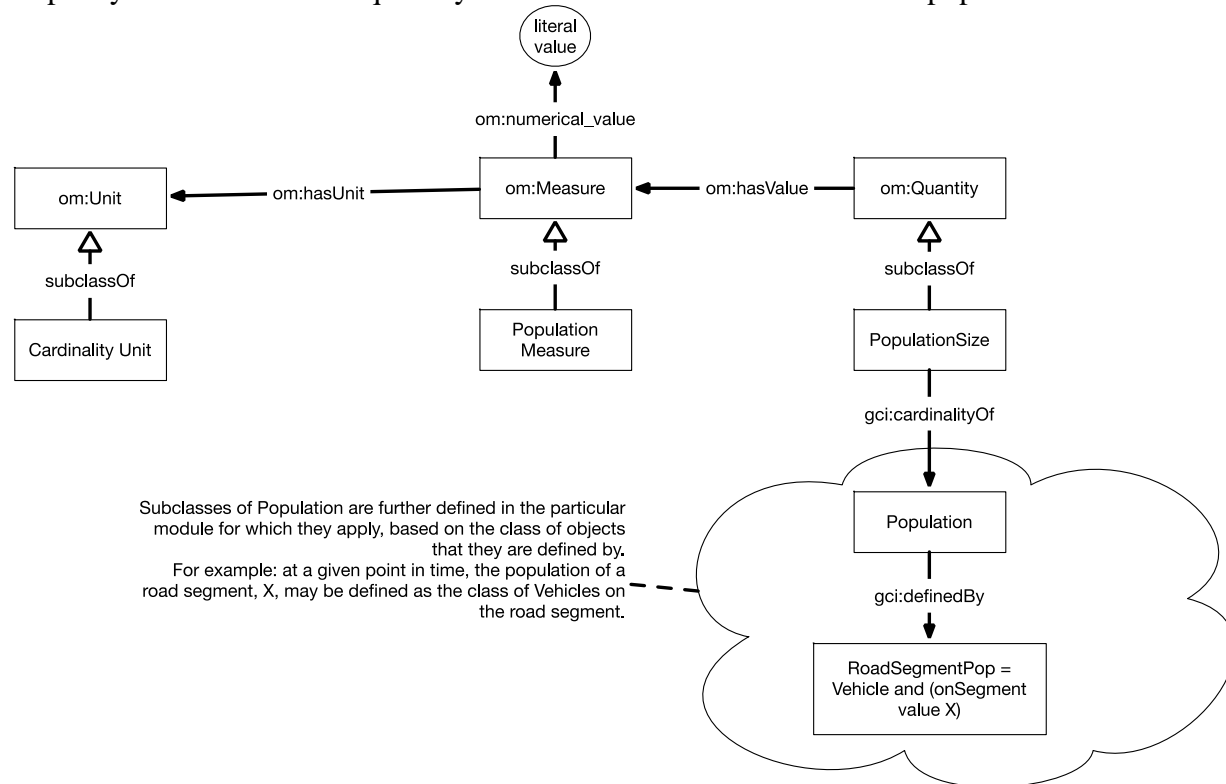 literal
value
om:numerical_value
om:Unit
om:hasUnit
om:Measure
om:hasValue
om:Quantity
subclassOf
subclassOf
subclassOf
Cardinality Unit
Population
Measure
PopulationSize
gci:cardinalityOf
Subclasses of Population are further defined in the particular
module for which they apply, based on the class of objects
that they are defined by.
For example: at a given point in time, the population of a
road segment, X, may be defined as the class of Vehicles on
the road segment.
Population
gci:definedBy
RoadSegmentPop =
Vehicle and (onSegment
value X)